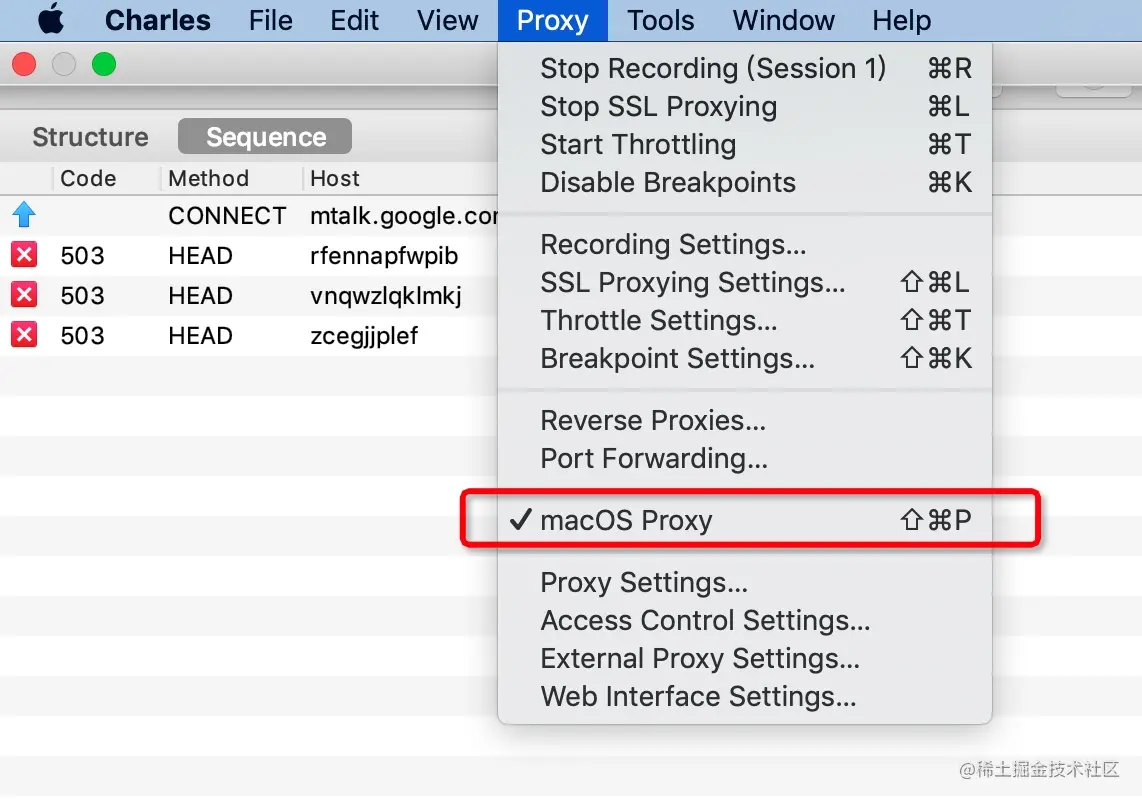 Charles File Edit View Proxy Tools Window Help
Stop Recording (Session 1) ⌘R
Stop SSL Proxying ⌘L
Start Throttling ⌘T
Disable Breakpoints ⌘K
Recording Settings...
SSL Proxying Settings... ⇧⌘L
Throttle Settings... ⇧⌘T
Breakpoint Settings... ⇧⌘K
Reverse Proxies...
Port Forwarding...
✓ macOS Proxy ⇧⌘P
Proxy Settings...
Access Control Settings...
External Proxy Settings...
Web Interface Settings...
Structure Sequence
Code Method Host
CONNECT mtalk.google.com
503 HEAD rfennapfwpib
503 HEAD vnqwzlqklmkj
503 HEAD zcegjjplef
@稀土掘金技术社区